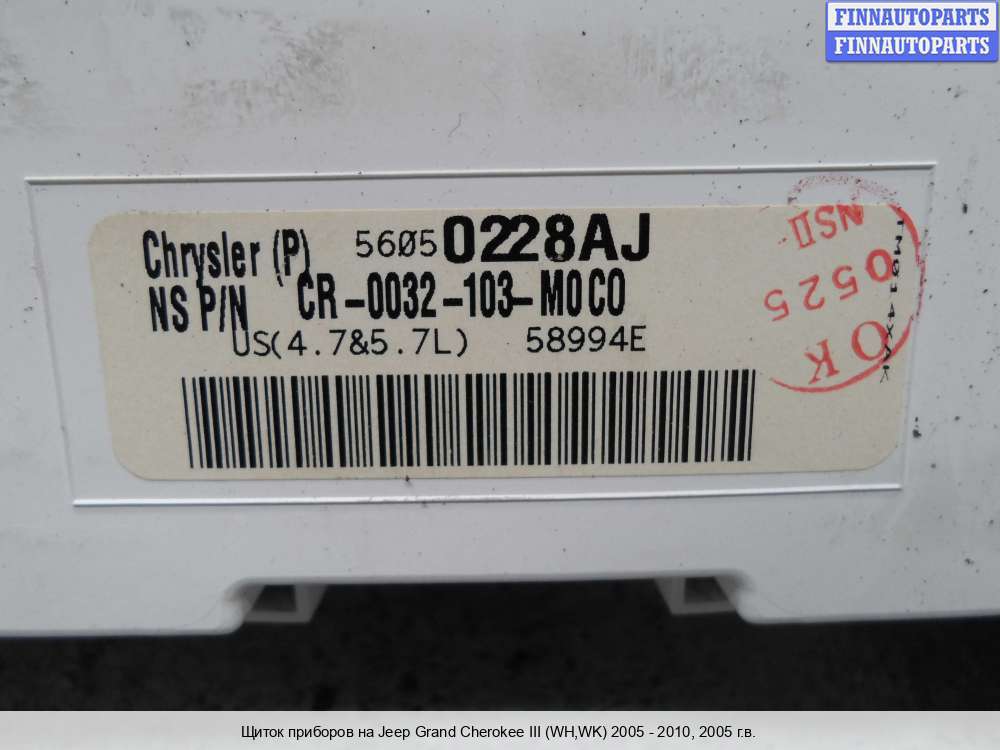 FINNAUTOPARTS
FINNAUTOPARTS
Chrysler (P) 56050228AJ
NS P/N CR-0032-103-M0C0
US(4.7&5.7L) 58994E
NSII
0525
OK
Щиток приборов на Jeep Grand Cherokee III (WH,WK) 2005 - 2010, 2005 г.в.